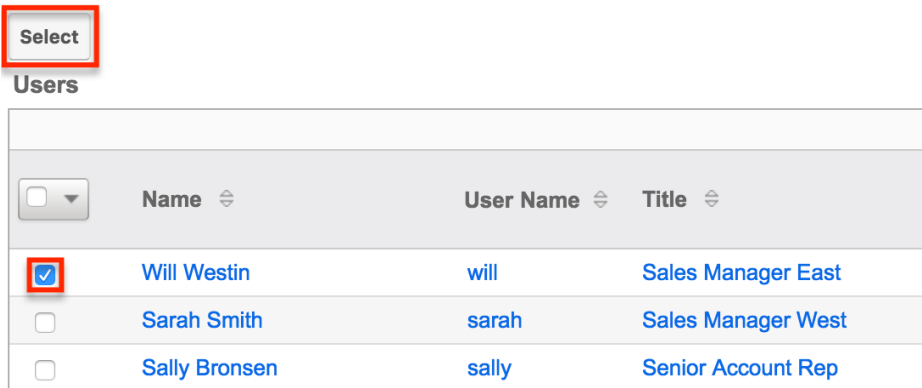 Select
Users
Name User Name Title
Will Westin will Sales Manager East
Sarah Smith sarah Sales Manager West
Sally Bronsen sally Senior Account Rep